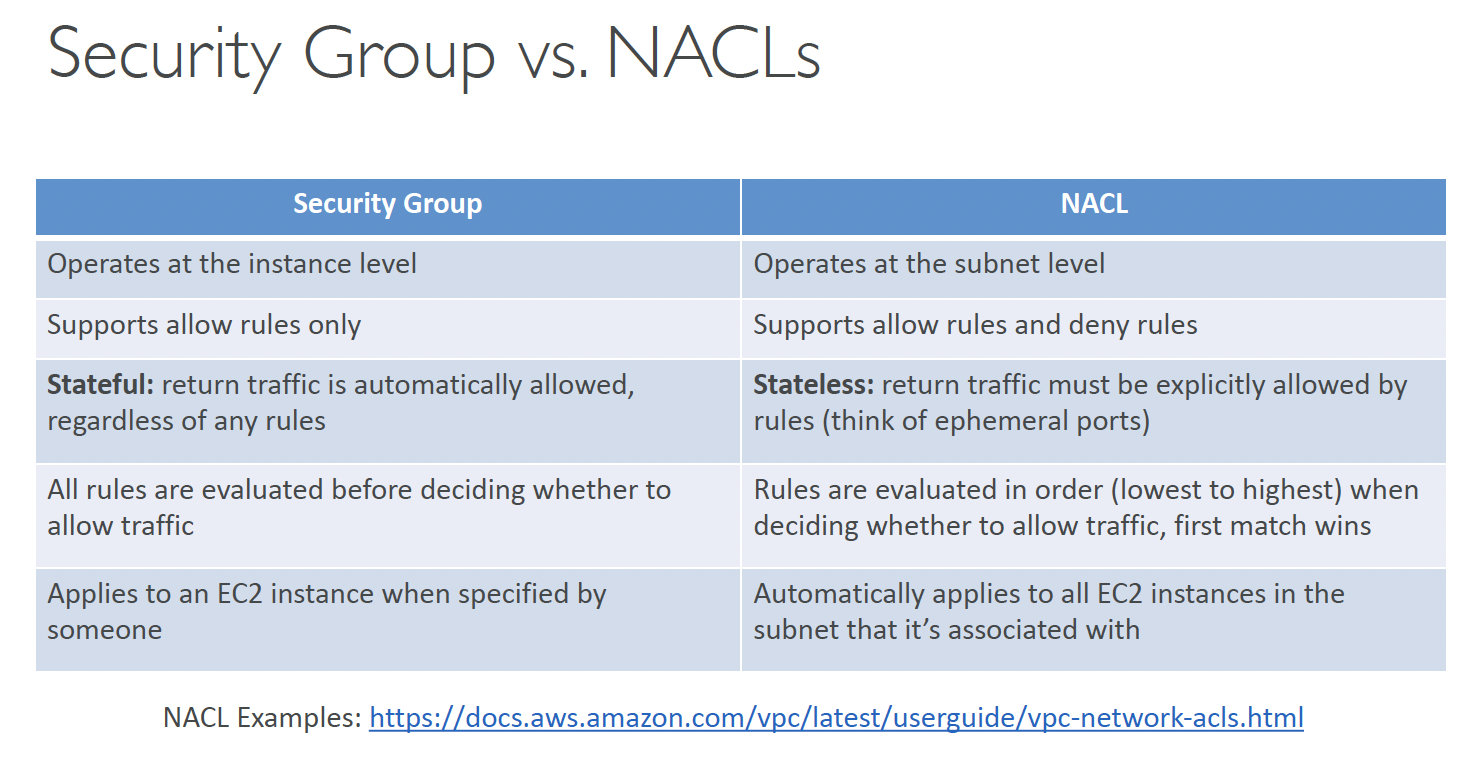 Security Group vs. NACLs
Security Group
NACL
Operates at the instance level
Operates at the subnet level
Supports allow rules only
Supports allow rules and deny rules
Stateful: return traffic is automatically allowed,
regardless of any rules
Stateless: return traffic must be explicitly allowed by
rules (think of ephemeral ports)
All rules are evaluated before deciding whether to
allow traffic
Rules are evaluated in order (lowest to highest) when
deciding whether to allow traffic, first match wins
Applies to an EC2 instance when specified by
someone
Automatically applies to all EC2 instances in the
subnet that it’s associated with
NACL Examples: https://docs.aws.amazon.com/vpc/latest/userguide/vpc-network-acls.html